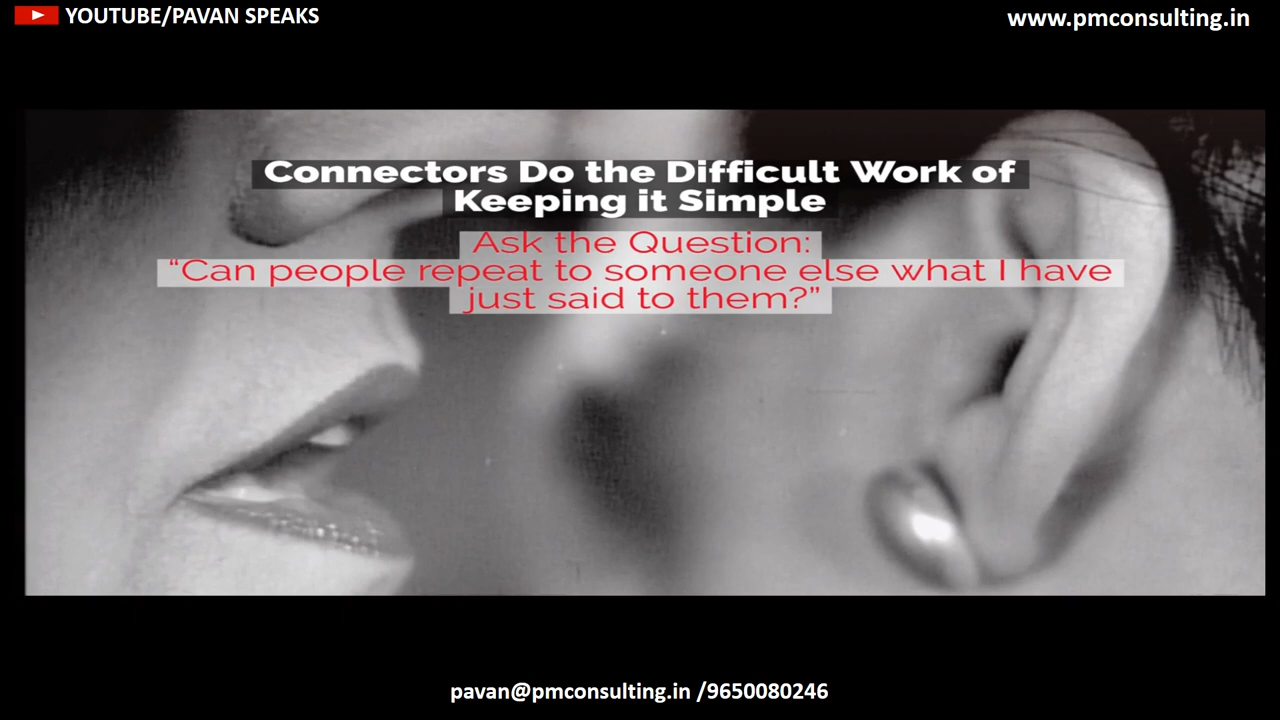 YOUTUBE/PAVAN SPEAKS
www.pmconsulting.in
Connectors Do the Difficult Work of
Keeping it Simple
Ask the Question:
“Can people repeat to someone else what I have
just said to them?”
pavan@pmconsulting.in /9650080246